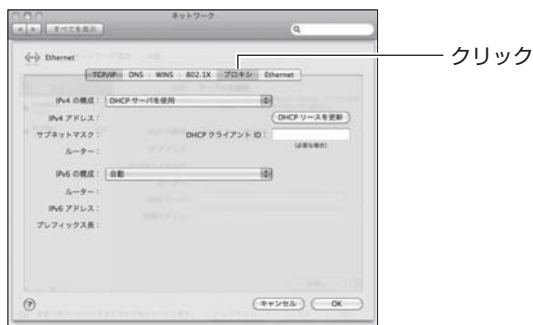 ネットワーク
すべてを表示
Ethernet
クリック
TCP/IP DNS WINS 802.1X プロキシ Ethernet
IPv4 の構成： DHCP サーバを使用
IPv4 アドレス： DHCP リースを更新
サブネットマスク： DHCP クライアント ID：
ルーター： （必要な場合）
IPv6 の構成： 自動
ルーター：
IPv6 アドレス：
プレフィックス長：
? キャンセル OK